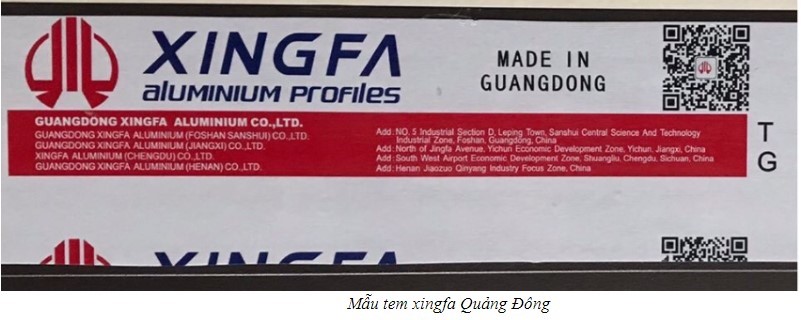 XINGFA
aLUMINIUM PROFILES
MADE IN
GUANGDONG
GUANGDONG XINGFA ALUMINIUM CO.,LTD.
GUANGDONG XINGFA ALUMINIUM (FOSHAN SANSHUI) CO.,LTD.
GUANGDONG XINGFA ALUMINIUM (JIANGXI) CO.,LTD.
XINGFA ALUMINIUM (CHENGDU) CO.,LTD.
GUANGDONG XINGFA ALUMINIUM (HENAN) CO.,LTD.
Add: NO. 5 Industrial Section D, Leping Town, Sanshui Central Science And Technology
Industrial Zone, Foshan, Guangdong, China
Add: North of Jingfa Avenue, Yichun Economic Development Zone, Yichun, Jiangxi, China
Add: South West Airport Economic Development Zone, Shuangliu, Chengdu, Sichuan, China
Add: Henan Jiaozuo Qinyang Industry Focus Zone, China
T
G
XINGFA
Mẫu tem xingfa Quảng Đông